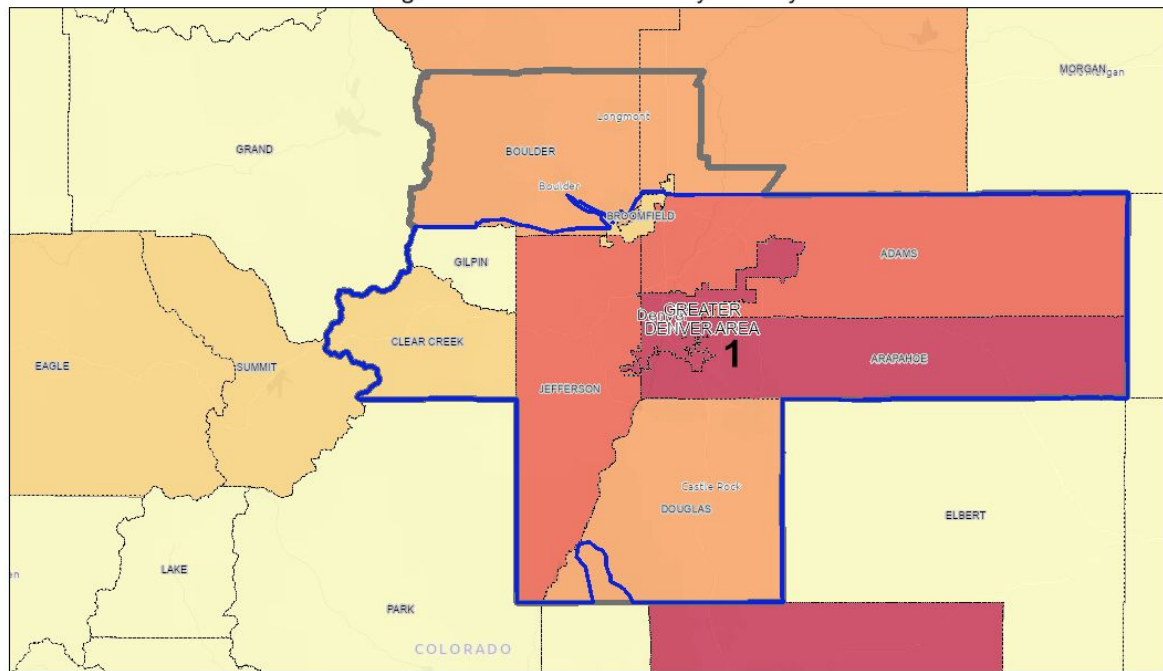 MORGAN
GRAND
Longmont
BOULDER
Boulder
BROOMFIELD
GILPIN
ADAMS
GREATER
DENVER AREA
1
CLEAR CREEK
ARAPAHOE
EAGLE
SUMMIT
JEFFERSON
Castle Rock
DOUGLAS
ELBERT
LAKE
PARK
COLORADO